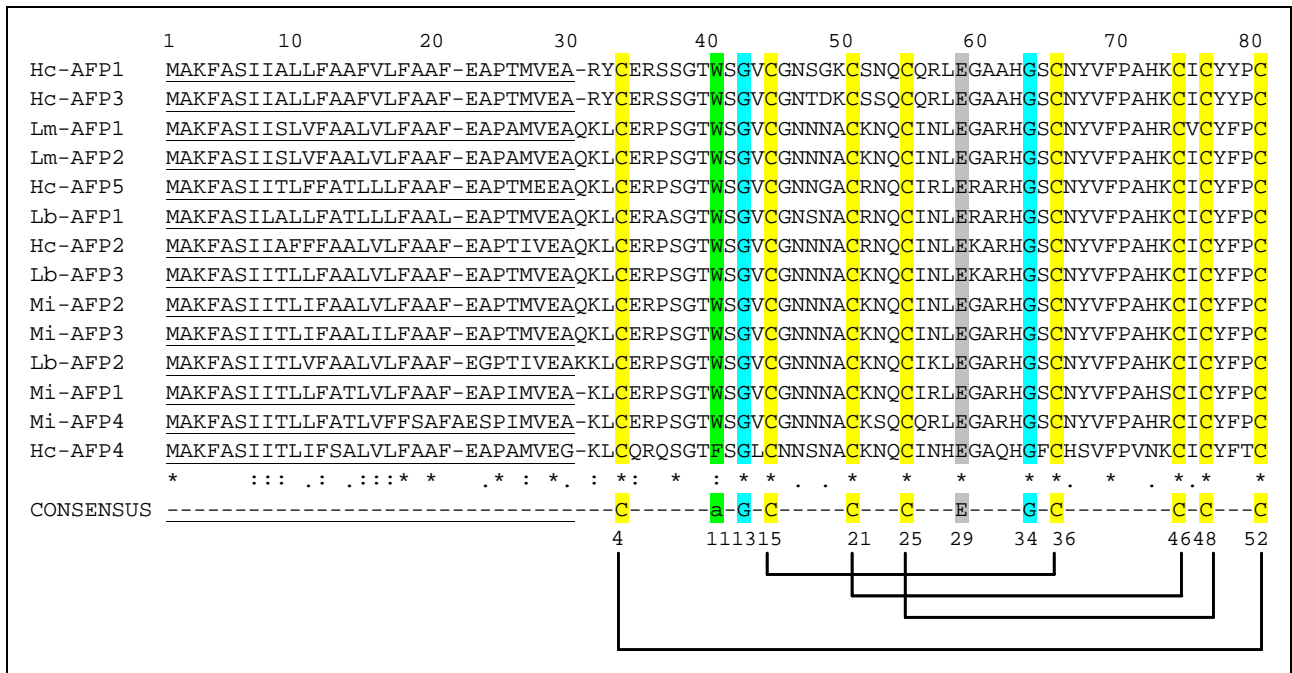 1 10 20 30 40 50 60 70 80
Hc-AFP1 MAKFASIIALLFAAFVLFAAF-EAPTMVEA-RYCERSSGTWSGVCGNSGKCSNQCQRLEGAAHGSCNYVFPAHKCICYYPC
Hc-AFP3 MAKFASIIALLFAAFVLFAAF-EAPTMVEA-RYCERSSGTWSGVCGNTDKCSSQCQRLEGAAHGSCNYVFPAHKCICYYPC
Lm-AFP1 MAKFASIISLVFAALVLFAAF-EAPAMVEAQKLCERPSGTWSGVCGNNNACKNQCINLEGARHGSCNYVFPAHRCVCYFPC
Lm-AFP2 MAKFASIISLVFAALVLFAAF-EAPAMVEAQKLCERPSGTWSGVCGNNNACKNQCINLEGARHGSCNYVFPAHKCICYFPC
Hc-AFP5 MAKFASIITLFFATLLLFAAF-EAPTMEEAQKLCERPSGTWSGVCGNNGACRNQCIRLERARHGSCNYVFPAHKCICYFPC
Lb-AFP1 MAKFASILALLFATLLLFAAL-EAPTMVEAQKLCERASGTWSGVCGNSNACRNQCINLERARHGSCNYVFPAHKCICYFPC
Hc-AFP2 MAKFASIIAFFFAALVLFAAF-EAPTIVEAQKLCERPSGTWSGVCGNNNACRNQCINLEKARHGSCNYVFPAHKCICYFPC
Lb-AFP3 MAKFASIITLLFAALVLFAAF-EAPTMVEAQKLCERPSGTWSGVCGNNNACKNQCINLEKARHGSCNYVFPAHKCICYFPC
Mi-AFP2 MAKFASIITLIFAALVLFAAF-EAPTMVEAQKLCERPSGTWSGVCGNNNACKNQCINLEGARHGSCNYVFPAHKCICYFPC
Mi-AFP3 MAKFASIITLIFAALILFAAF-EAPTMVEAQKLCERPSGTWSGVCGNNNACKNQCINLEGARHGSCNYVFPAHKCICYFPC
Lb-AFP2 MAKFASIITLVFAALVLFAAF-EGPTIVEAKKLCERPSGTWSGVCGNNNACKNQCIKLEGARHGSCNYVFPAHKCICYFPC
Mi-AFP1 MAKFASIITLLFATLVLFAAF-EAPIMVEA-KLCERPSGTWSGVCGNNNACKNQCIRLEGARHGSCNYVFPAHSCICYFPC
Mi-AFP4 MAKFASIITLLFATLVFFSAFAESPIMVEA-KLCERPSGTWSGVCGNNNACKSQCQRLEGARHGSCNYVFPAHKCICYFPC
Hc-AFP4 MAKFASIITLIFSALVLFAAF-EAPAMVEG-KLCQRQSGTFSGLCNNSNACKNQCINHEGAQHGFCHSVFPVNKCICYFTC
* ::: .: .:::* * .: : *. : *: * : * * . . * * * * *. * . *.* *
CONSENSUS ----------------------------------C------a-G-C-----C---C---E----G-C--------C-C---C
4 11 13 15 21 25 29 34 36 46 48 52